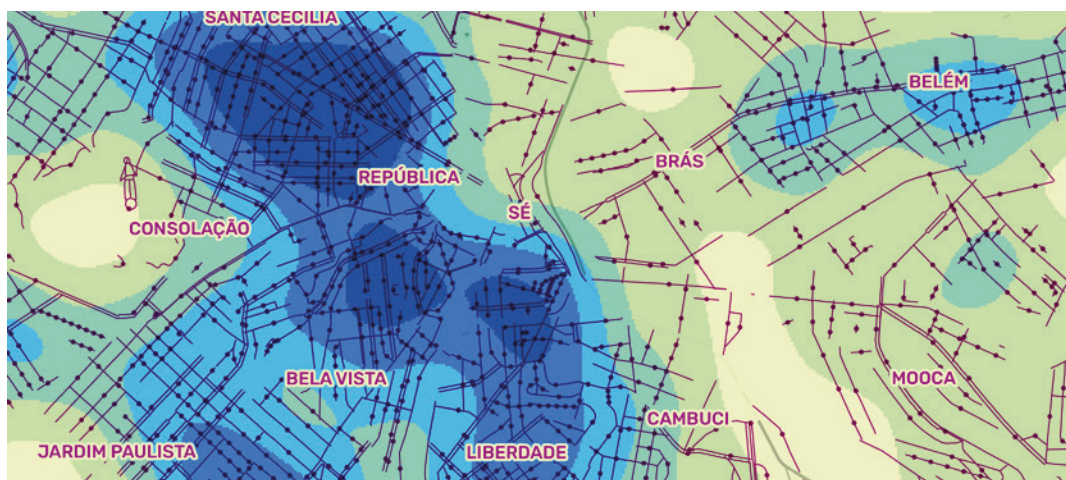 SANTA CECILIA
BELÉM
BRÁS
REPÚBLICA
SÉ
CONSOLAÇÃO
BELA VISTA
MOOCA
CAMBUCI
JARDIM PAULISTA
LIBERDADE